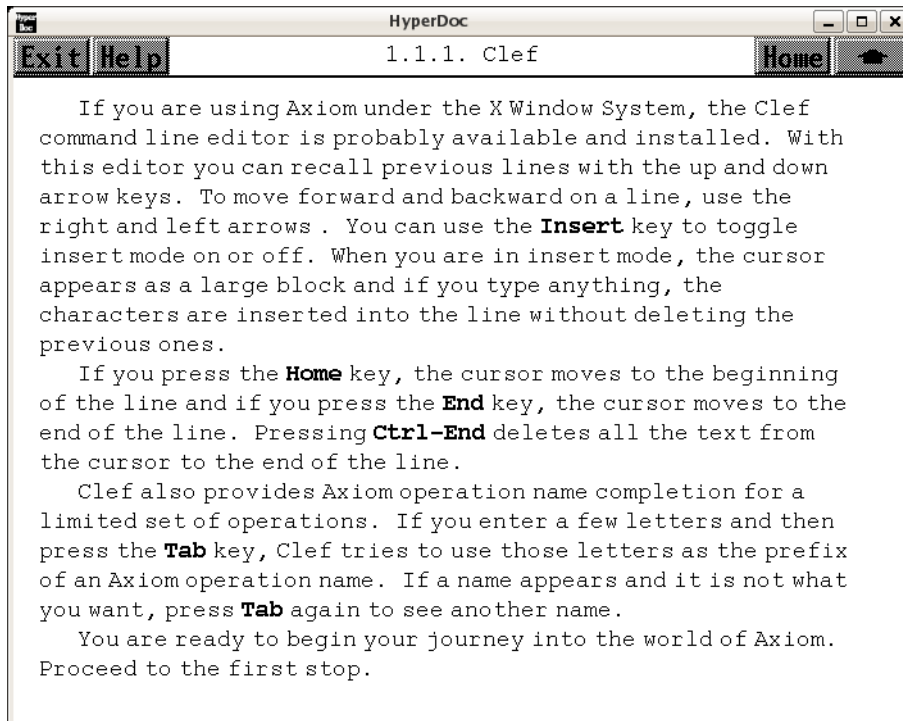 Hyper Doc
HyperDoc
Exit Help 1.1.1. Clef Home
If you are using Axiom under the X Window System, the Clef
command line editor is probably available and installed. With
this editor you can recall previous lines with the up and down
arrow keys. To move forward and backward on a line, use the
right and left arrows . You can use the Insert key to toggle
insert mode on or off. When you are in insert mode, the cursor
appears as a large block and if you type anything, the
characters are inserted into the line without deleting the
previous ones.
If you press the Home key, the cursor moves to the beginning
of the line and if you press the End key, the cursor moves to the
end of the line. Pressing Ctrl-End deletes all the text from
the cursor to the end of the line.
Clef also provides Axiom operation name completion for a
limited set of operations. If you enter a few letters and then
press the Tab key, Clef tries to use those letters as the prefix
of an Axiom operation name. If a name appears and it is not what
you want, press Tab again to see another name.
You are ready to begin your journey into the world of Axiom.
Proceed to the first stop.